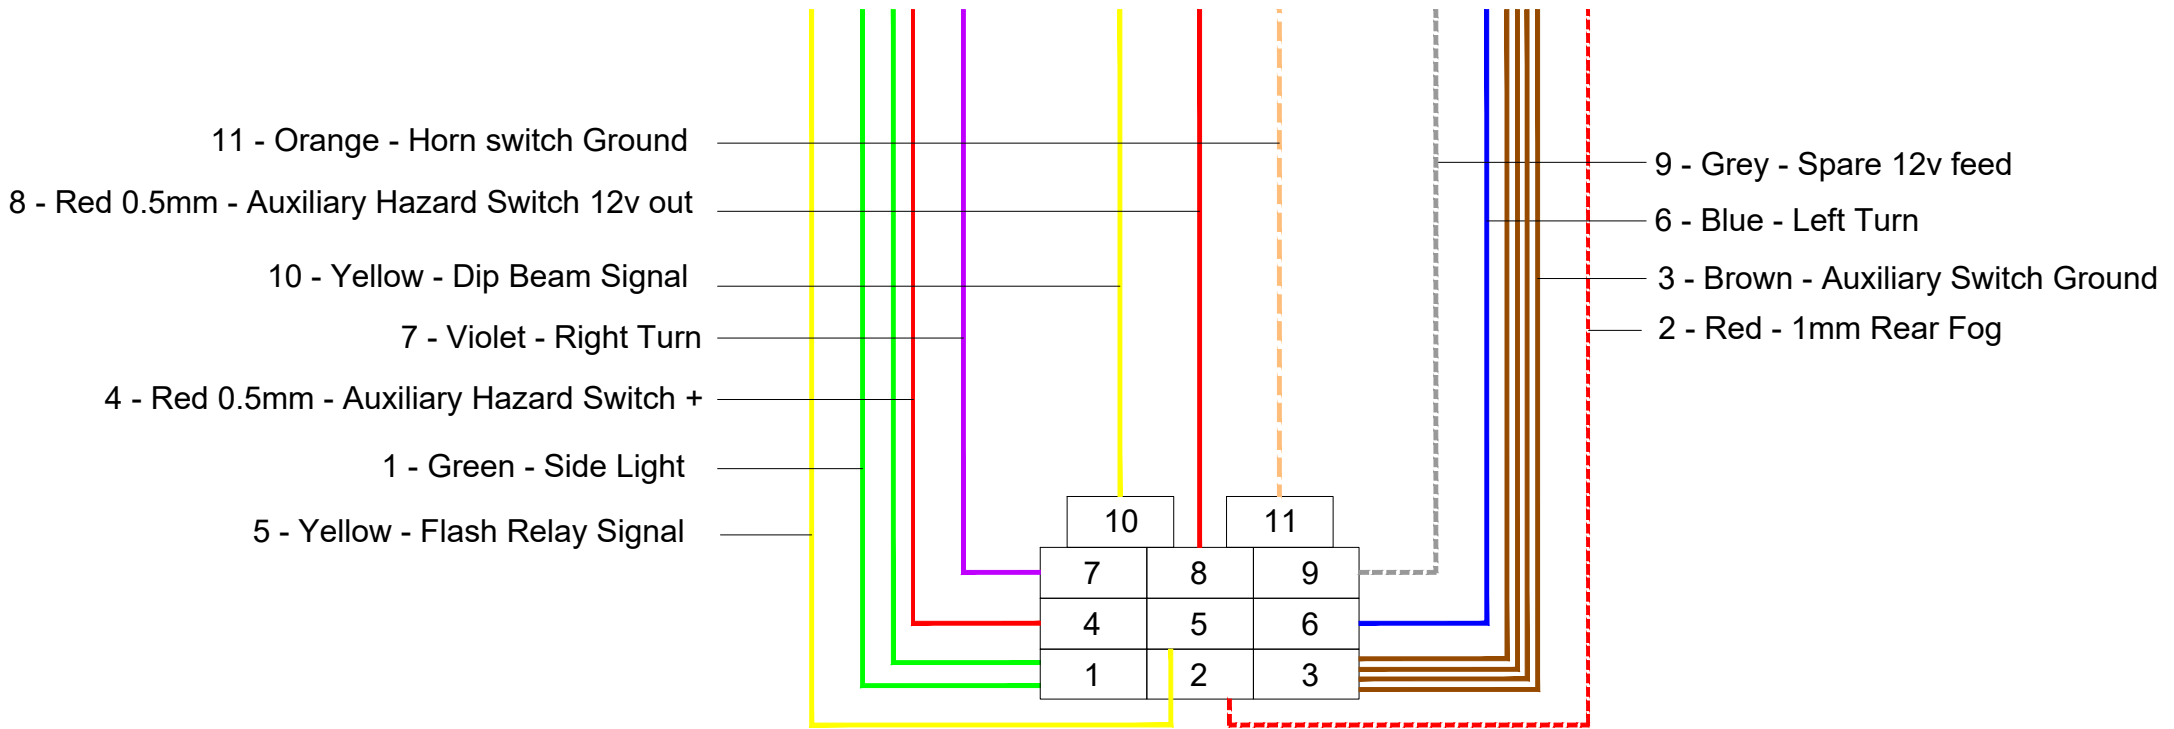 11 - Orange - Horn switch Ground
8 - Red 0.5mm - Auxiliary Hazard Switch 12v out
10 - Yellow - Dip Beam Signal
7 - Violet - Right Turn
4 - Red 0.5mm - Auxiliary Hazard Switch +
1 - Green - Side Light
5 - Yellow - Flash Relay Signal
9 - Grey - Spare 12v feed
6 - Blue - Left Turn
3 - Brown - Auxiliary Switch Ground
2 - Red - 1mm Rear Fog
10 11
7 8 9
4 5 6
1 2 3